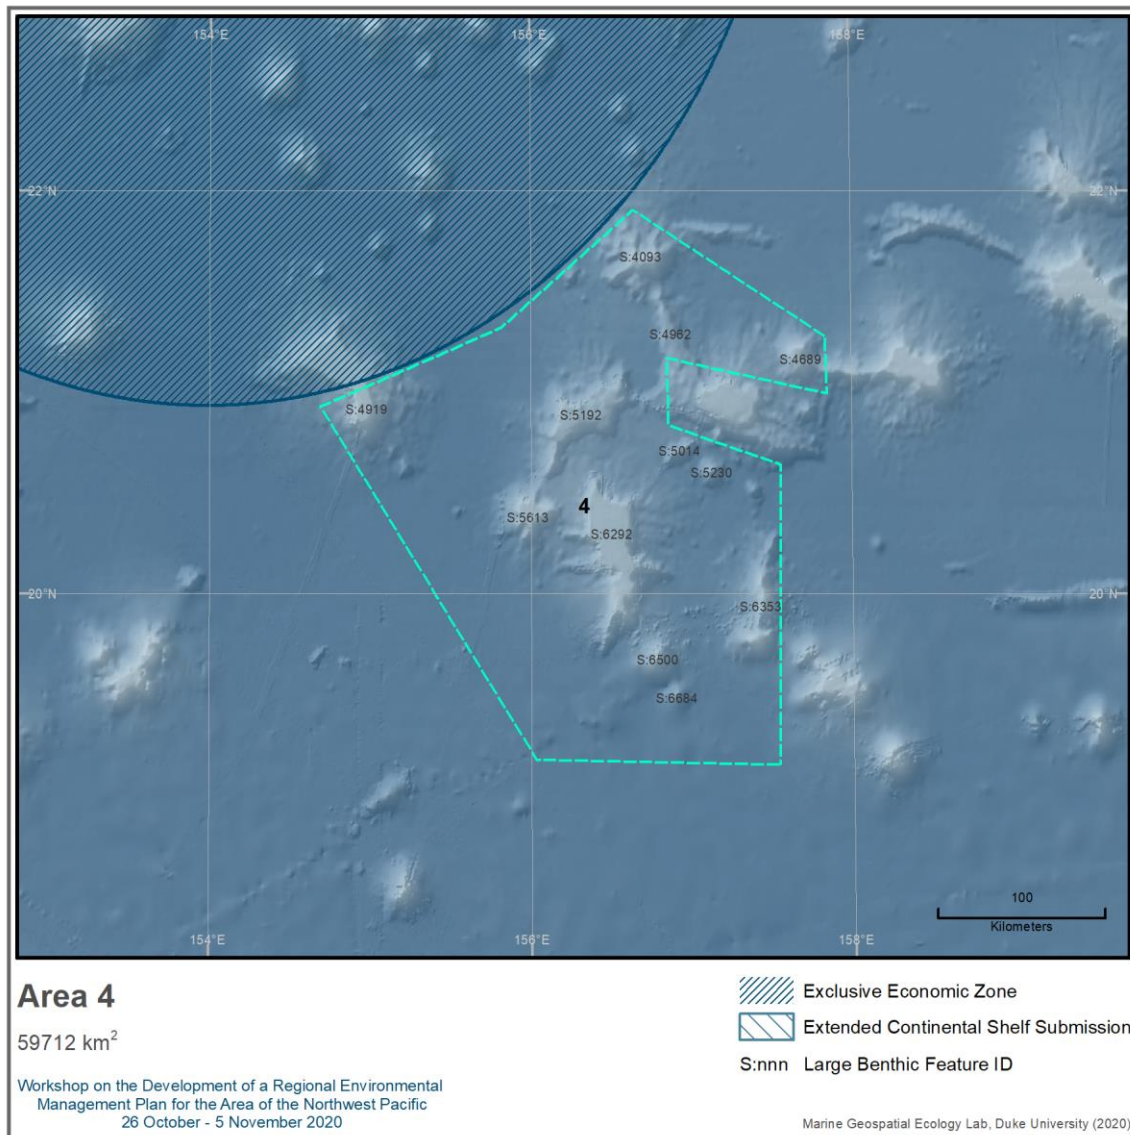 154°E
156°E
158°E
22°N
22°N
S:4093
S:4962
S:4689
S:4919
S:5192
S:5014
S:5230
4
S:5613
S:6292
20°N
20°N
S:6353
S:6500
S:6684
100
Kilometers
154°E
156°E
158°E
Area 4
59712 km²
Workshop on the Development of a Regional Environmental
Management Plan for the Area of the Northwest Pacific
26 October - 5 November 2020
Exclusive Economic Zone
Extended Continental Shelf Submission
S:nnn Large Benthic Feature ID
Marine Geospatial Ecology Lab, Duke University (2020)